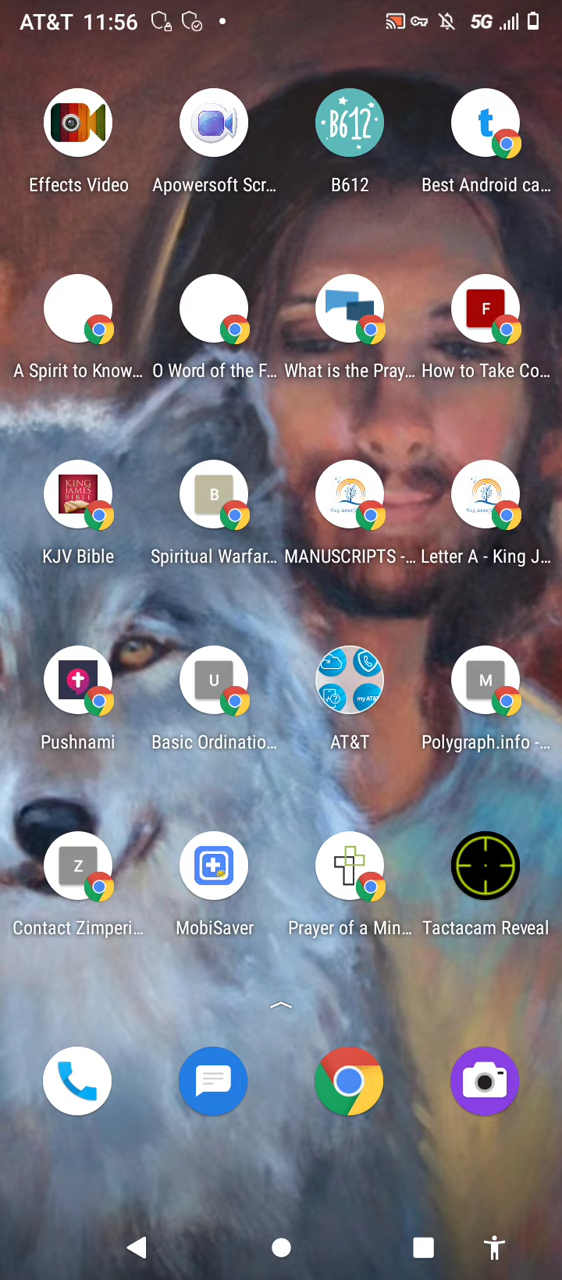 AT&T 11:56 5G
Effects Video Apowersoft Scr... B612 Best Android ca...
B612
t
A Spirit to Know... O Word of the F... What is the Pray... How to Take Co...
F
KJV Bible Spiritual Warfar... MANUSCRIPTS -... Letter A - King J...
KING
JAMES
BIBLE
B
Pushnami Basic Ordinatio... AT&T Polygraph.info -...
U
my AT&T
M
Contact Zimperi... MobiSaver Prayer of a Min... Tactacam Reveal
Z